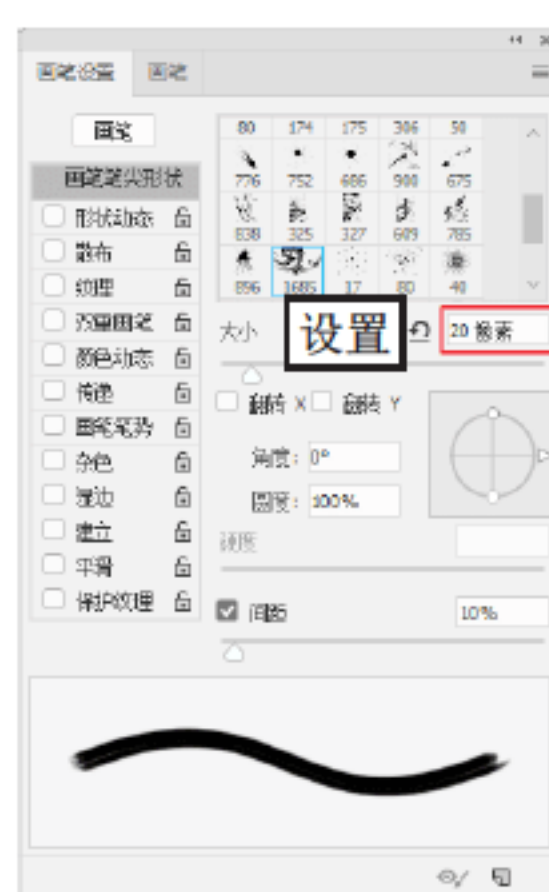 画笔设置 画笔
画笔
80 174 175 306 50
画笔笔尖形状
776 752 686 900 675
形状动态
838 325 327 609 785
散布
896 1685 17 80 40
纹理
双重画笔
大小 设置 20 像素
颜色动态
传递
翻转 X 翻转 Y
画笔笔势
杂色
角度: 0°
湿边
圆度: 100%
建立
硬度
平滑
保护纹理
间距 10%